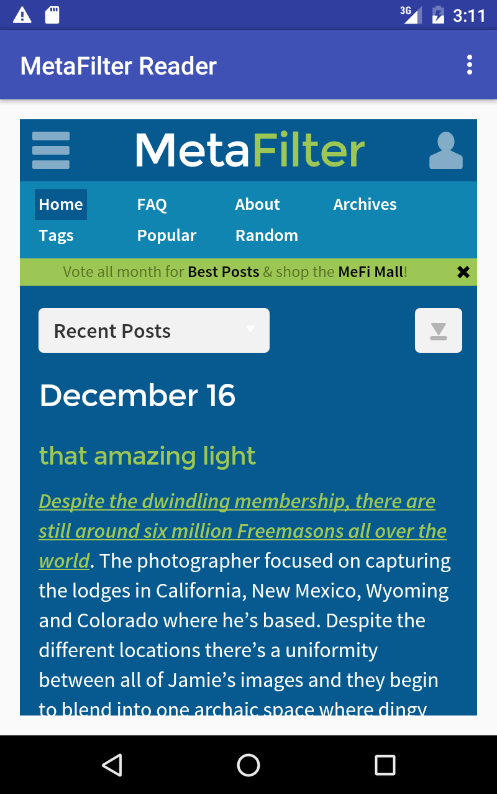 3G 3:11
MetaFilter Reader
MetaFilter
Home FAQ About Archives
Tags Popular Random
Vote all month for Best Posts & shop the MeFi Mall!
Recent Posts
December 16
that amazing light
Despite the dwindling membership, there are
still around six million Freemasons all over the
world. The photographer focused on capturing
the lodges in California, New Mexico, Wyoming
and Colorado where he’s based. Despite the
different locations there’s a uniformity
between all of Jamie’s images and they begin
to blend into one archaic space where dingy